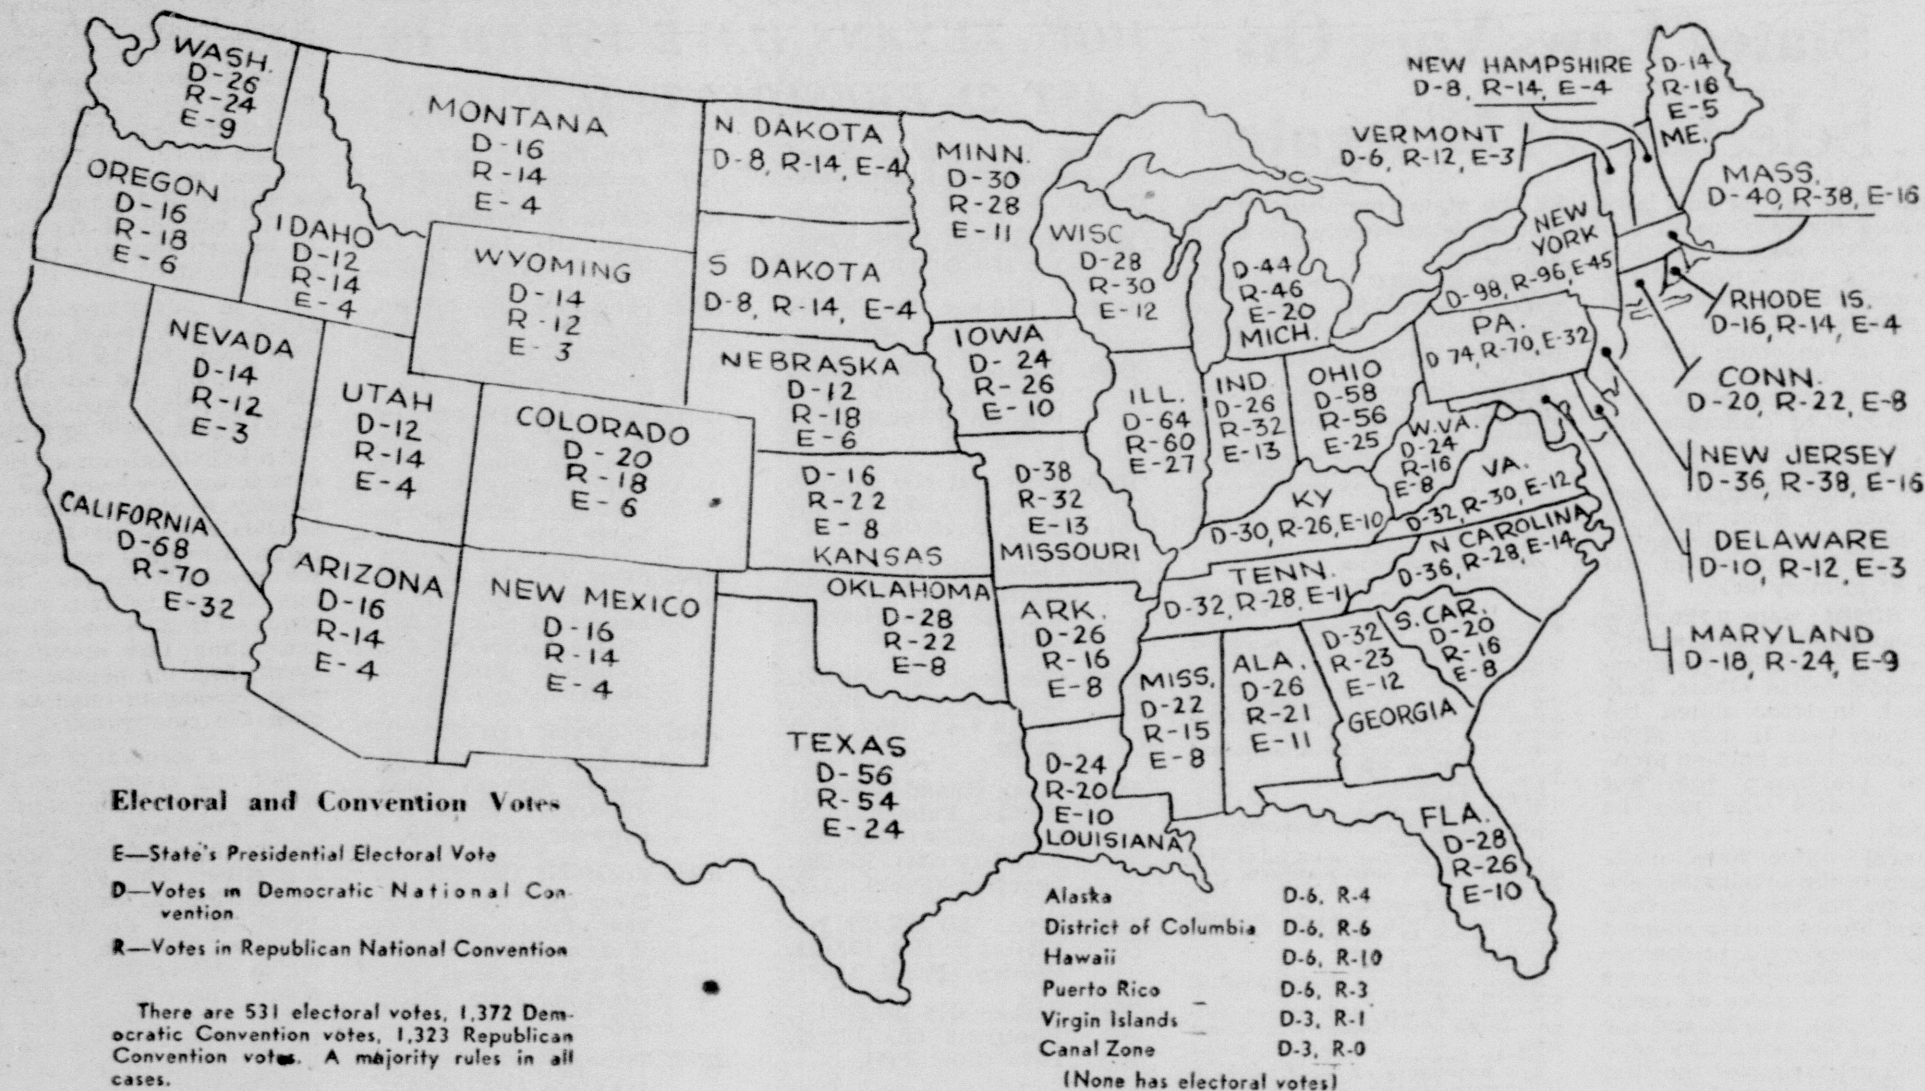 WASH.
D-26
R-24
E-9
OREGON
D-16
R-18
E-6
IDAHO
D-12
R-14
E-4
MONTANA
D-16
R-14
E-4
WYOMING
D-14
R-12
E-3
N DAKOTA
D-8, R-14, E-4
S DAKOTA
D-8, R-14, E-4
MINN.
D-30
R-28
E-11
WISC
D-28
R-30
E-12
D-44
R-46
E-20
MICH.
NEW HAMPSHIRE
D-8, R-14, E-4
VERMONT
D-6, R-12, E-3
D-14
R-16
E-5
ME.
MASS.
D-40, R-38, E-16
NEW
YORK
D-98, R-96, E-45
RHODE IS.
D-16, R-14, E-4
CONN.
D-20, R-22, E-8
NEW JERSEY
D-36, R-38, E-16
DELAWARE
D-10, R-12, E-3
MARYLAND
D-18, R-24, E-9
PA.
D 74, R-70, E-32
NEVADA
D-14
R-12
E-3
UTAH
D-12
R-14
E-4
COLORADO
D-20
R-18
E-6
NEBRASKA
D-12
R-18
E-6
D-16
R-22
E-8
KANSAS
IOWA
D-24
R-26
E-10
D-38
R-32
E-13
MISSOURI
ILL.
D-64
R-60
E-27
IND
D-26
R-32
E-13
OHIO
D-58
R-56
E-25
W.VA.
D-24
R-16
E-8
VA.
D-32, R-30, E-12
KY
D-30, R-26, E-10
N CAROLINA
D-36, R-28, E-14
TENN.
D-32, R-28, E-11
S. CAR.
D-20
R-16
E-8
CALIFORNIA
D-68
R-70
E-32
ARIZONA
D-16
R-14
E-4
NEW MEXICO
D-16
R-14
E-4
OKLAHOMA
D-28
R-22
E-8
ARK.
D-26
R-16
E-8
MISS.
D-22
R-15
E-8
ALA.
D-26
R-21
E-11
D-32
R-23
E-12
GEORGIA
TEXAS
D-56
R-54
E-24
D-24
R-20
E-10
LOUISIANA
FLA.
D-28
R-26
E-10
Electoral and Convention Votes
E—State's Presidential Electoral Vote
D—Votes in Democratic National Con-
vention
R—Votes in Republican National Convention
There are 531 electoral votes, 1,372 Dem-
ocratic Convention votes, 1,323 Republican
Convention votes. A majority rules in all
cases.
Alaska D-6, R-4
District of Columbia D-6, R-6
Hawaii D-6, R-10
Puerto Rico D-6, R-3
Virgin Islands D-3, R-1
Canal Zone D-3, R-0
(None has electoral votes)